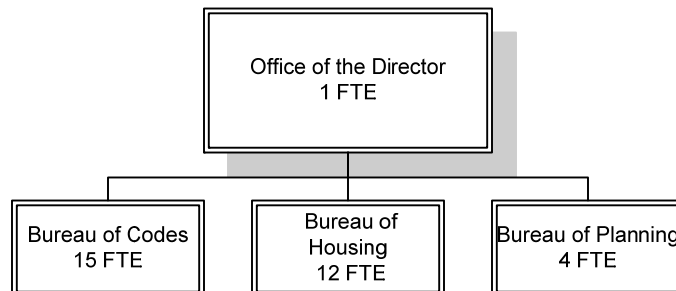 Office of the Director
1 FTE
Bureau of Codes
15 FTE
Bureau of
Housing
12 FTE
Bureau of Planning
4 FTE